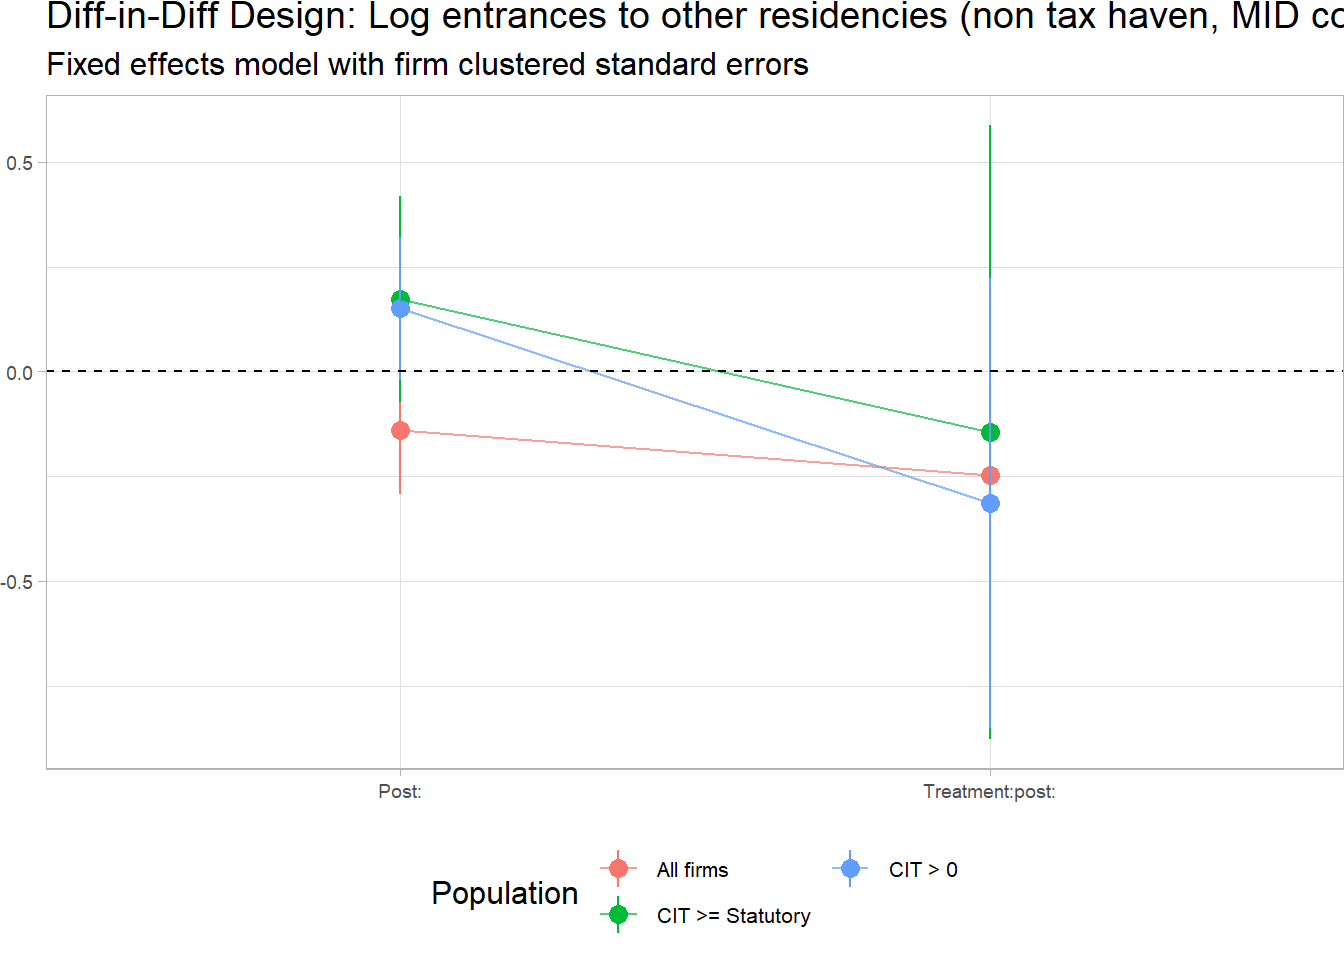 Diff-in-Diff Design: Log entrances to other residencies (non tax haven, MID
Fixed effects model with firm clustered standard errors
0.5
0.0
-0.5
Post:
Treatment:post:
Population
All firms
CIT > 0
CIT >= Statutory